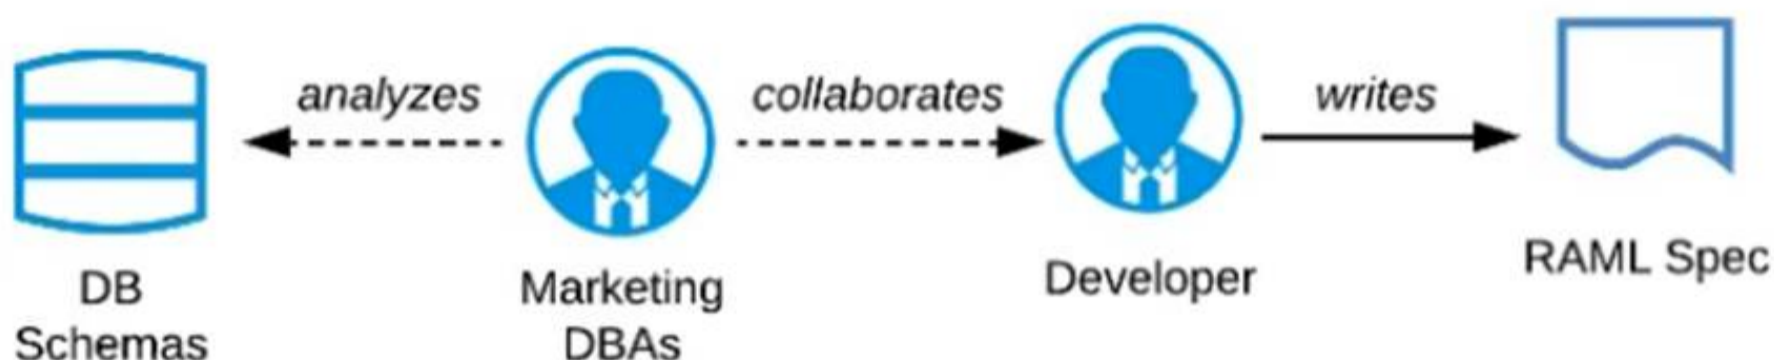 analyzes
collaborates
writes
DB
Schemas
Marketing
DBAs
Developer
RAML Spec